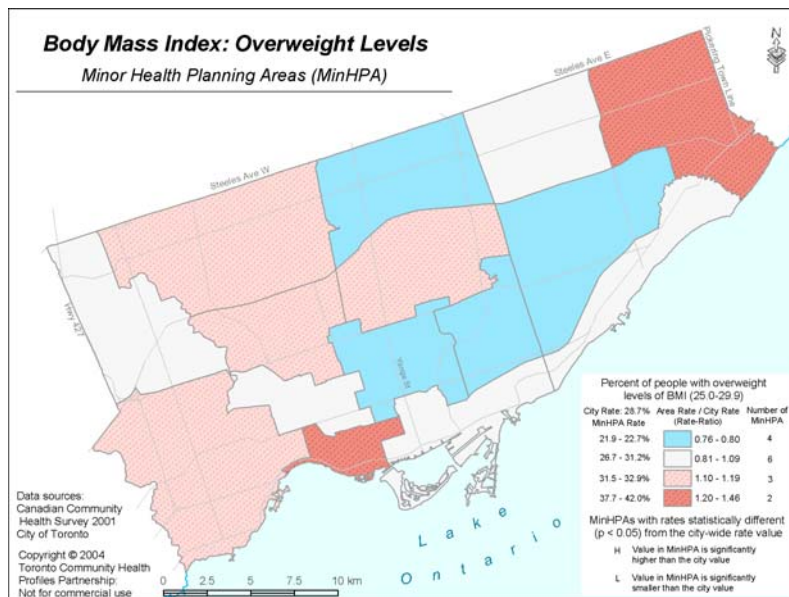 Body Mass Index: Overweight Levels
Minor Health Planning Areas (MinHPA)
N
Steeles Ave E
Pickering Town Line
Steeles Ave W
Hwy 427
Yonge St
Percent of people with overweight
levels of BMI (25.0-29.9)
City Rate: 28.7% Area Rate / City Rate Number of
MinHPA Rate (Rate-Ratio) MinHPA
21.9 - 22.7% 0.76 - 0.80 4
26.7 - 31.2% 0.81 - 1.09 6
31.5 - 32.9% 1.10 - 1.19 3
37.7 - 42.0% 1.20 - 1.46 2
MinHPAs with rates statistically different
(p < 0.05) from the city-wide rate value
H Value in MinHPA is significantly
higher than the city value
L Value in MinHPA is significantly
smaller than the city value
Data sources:
Canadian Community
Health Survey 2001
City of Toronto
Copyright © 2004
Toronto Community Health
Profiles Partnership:
Not for commercial use
0 2.5 5 7.5 10 km
Lake
Ontario